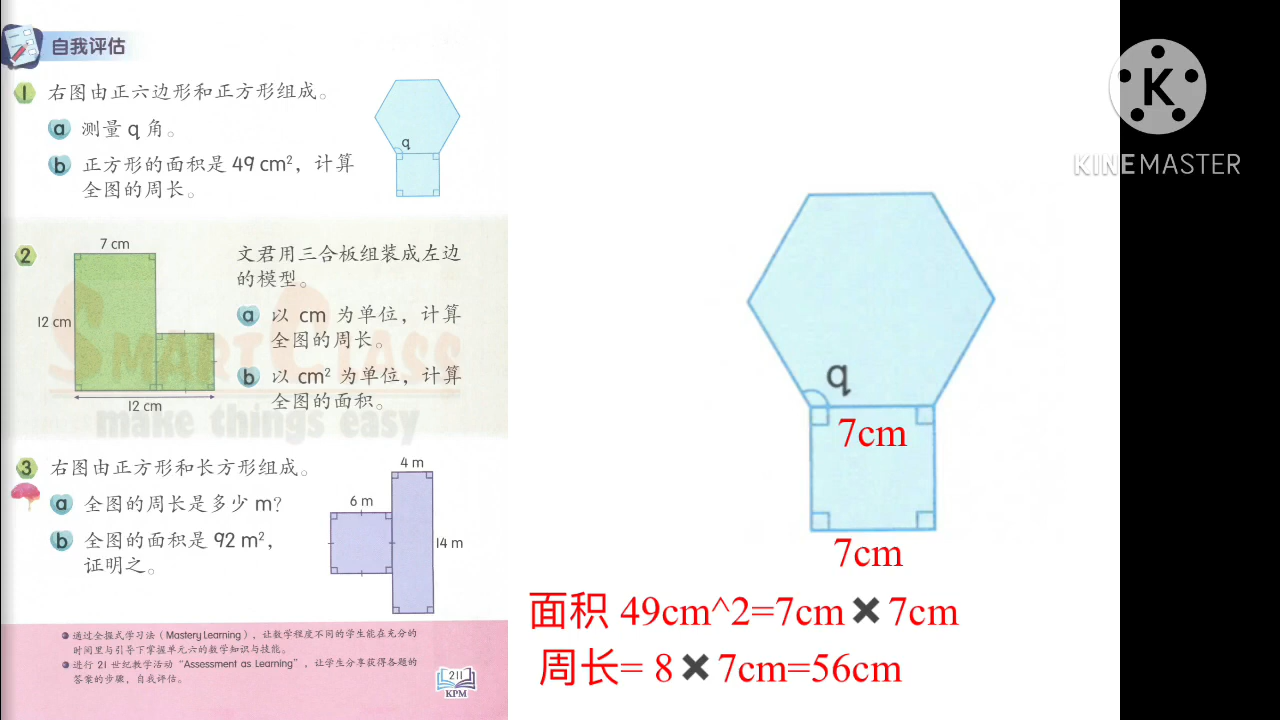 自我评估
1 右图由正六边形和正方形组成。
a 测量 q 角。
b 正方形的面积是 49 cm²，计算
全图的周长。
q
2
7 cm
12 cm
12 cm
文君用三合板组装成左边
的模型。
a 以 cm 为单位，计算
全图的周长。
b 以 cm² 为单位，计算
全图的面积。
SMART CLASS
make things easy
3 右图由正方形和长方形组成。
a 全图的周长是多少 m？
b 全图的面积是 92 m²，
证明之。
4 m
6 m
14 m
通过全握式学习法（Mastery Learning），让数学程度不同的学生能在充分的
时间里与引导下掌握单元六的数学知识与技能。
进行 21 世纪教学活动 “Assessment as Learning”，让学生分享获得各题的
答案的步骤，自我评估。
211
KPM
q
7cm
7cm
面积 49cm^2=7cm✖7cm
周长= 8✖7cm=56cm
K
KINEMASTER